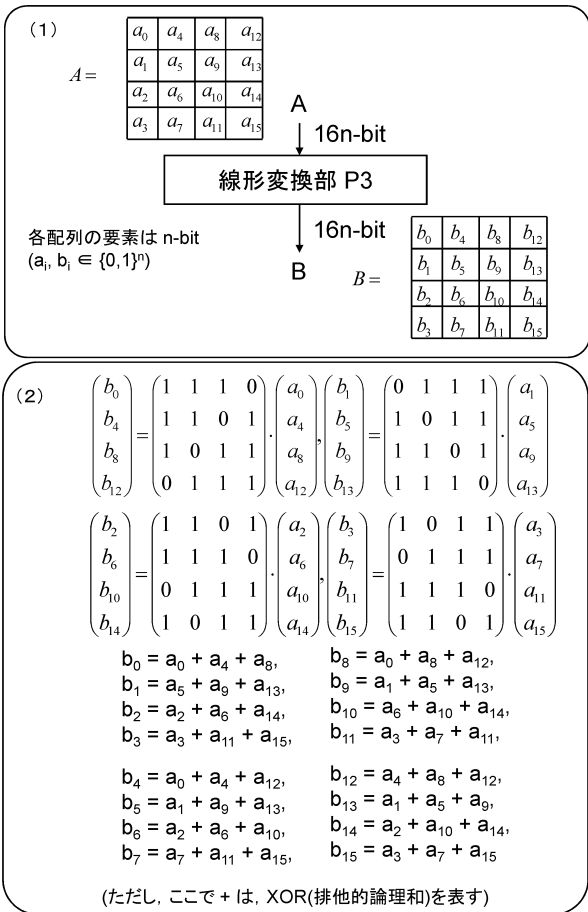 (1)
A =
a₀ a₄ a₈ a₁₂
a₁ a₅ a₉ a₁₃
a₂ a₆ a₁₀ a₁₄
a₃ a₇ a₁₁ a₁₅
A
16n-bit
線形変換部 P3
16n-bit
B
各配列の要素は n-bit
(aᵢ, bᵢ ∈ {0,1}ⁿ)
B =
b₀ b₄ b₈ b₁₂
b₁ b₅ b₉ b₁₃
b₂ b₆ b₁₀ b₁₄
b₃ b₇ b₁₁ b₁₅
(2)
(b₀ b₄ b₈ b₁₂) = (1 1 1 0
1 1 0 1
1 0 1 1
0 1 1 1) · (a₀ a₄ a₈ a₁₂),
(b₁ b₅ b₉ b₁₃) = (0 1 1 1
1 0 1 1
1 1 0 1
1 1 1 0) · (a₁ a₅ a₉ a₁₃)
(b₂ b₆ b₁₀ b₁₄) = (1 1 0 1
1 1 1 0
0 1 1 1
1 0 1 1) · (a₂ a₆ a₁₀ a₁₄),
(b₃ b₇ b₁₁ b₁₅) = (1 0 1 1
0 1 1 1
1 1 1 0
1 1 0 1) · (a₃ a₇ a₁₁ a₁₅)
b₀ = a₀ + a₄ + a₈,
b₁ = a₅ + a₉ + a₁₃,
b₂ = a₂ + a₆ + a₁₄,
b₃ = a₃ + a₁₁ + a₁₅,
b₈ = a₀ + a₈ + a₁₂,
b₉ = a₁ + a₅ + a₁₃,
b₁₀ = a₆ + a₁₀ + a₁₄,
b₁₁ = a₃ + a₇ + a₁₁,
b₄ = a₀ + a₄ + a₁₂,
b₅ = a₁ + a₉ + a₁₃,
b₆ = a₂ + a₆ + a₁₀,
b₇ = a₇ + a₁₁ + a₁₅,
b₁₂ = a₄ + a₈ + a₁₂,
b₁₃ = a₁ + a₅ + a₉,
b₁₄ = a₂ + a₁₀ + a₁₄,
b₁₅ = a₃ + a₇ + a₁₅
(ただし, ここで + は, XOR(排他的論理和)を表す)